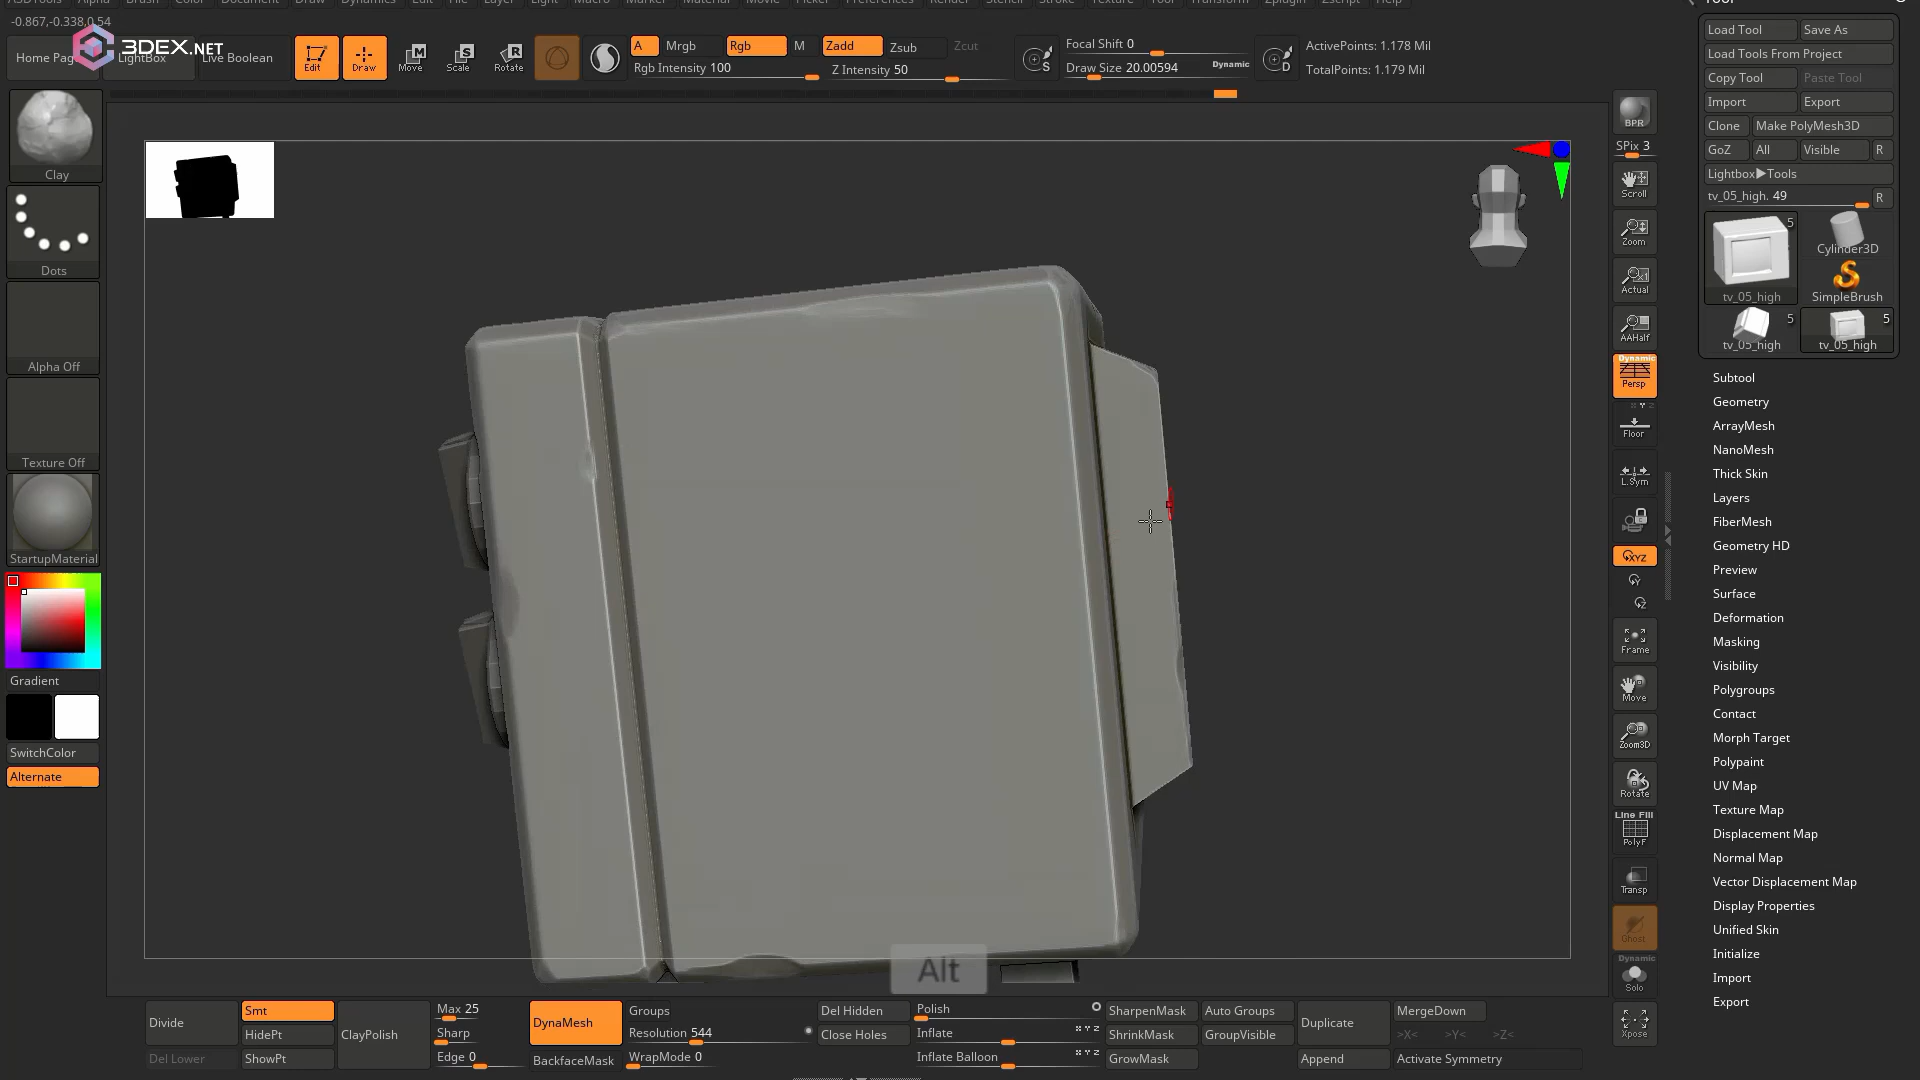 -0.867,-0.338,0.54
3DEX.NET
Home Pag
LightBox
Live Boolean
Edit
Draw
Move
Scale
Rotate
A
Mrgb
Rgb
M
Zadd
Zsub
Zcut
Rgb Intensity 100
Z Intensity 50
Focal Shift 0
Draw Size 20.00594
Dynamic
ActivePoints: 1.178 Mil
TotalPoints: 1.179 Mil
Clay
Dots
Alpha Off
Texture Off
StartupMaterial
Gradient
SwitchColor
Alternate
BPR
SPix 3
Scroll
Zoom
Actual
AAHalf
Dynamic
Persp
Floor
L.Sym
XYZ
Frame
Move
Zoom3D
Rotate
Line Fill
PolyF
Transp
Ghost
Dynamic
Solo
Xpose
Load Tool
Save As
Load Tools From Project
Copy Tool
Paste Tool
Import
Export
Clone
Make PolyMesh3D
GoZ
All
Visible
R
Lightbox▶Tools
tv_05_high. 49
R
5
tv_05_high
Cylinder3D
SimpleBrush
5
tv_05_high
5
tv_05_high
Subtool
Geometry
ArrayMesh
NanoMesh
Thick Skin
Layers
FiberMesh
Geometry HD
Preview
Surface
Deformation
Masking
Visibility
Polygroups
Contact
Morph Target
Polypaint
UV Map
Texture Map
Displacement Map
Normal Map
Vector Displacement Map
Display Properties
Unified Skin
Initialize
Import
Export
Alt
Divide
Del Lower
Smt
HidePt
ShowPt
ClayPolish
Max 25
Sharp
Edge 0
DynaMesh
BackfaceMask
Groups
Resolution 544
WrapMode 0
Del Hidden
Close Holes
Polish
Inflate
Inflate Balloon
SharpenMask
ShrinkMask
GrowMask
Auto Groups
GroupVisible
Duplicate
Append
MergeDown
>X< >Y< >Z<
Activate Symmetry